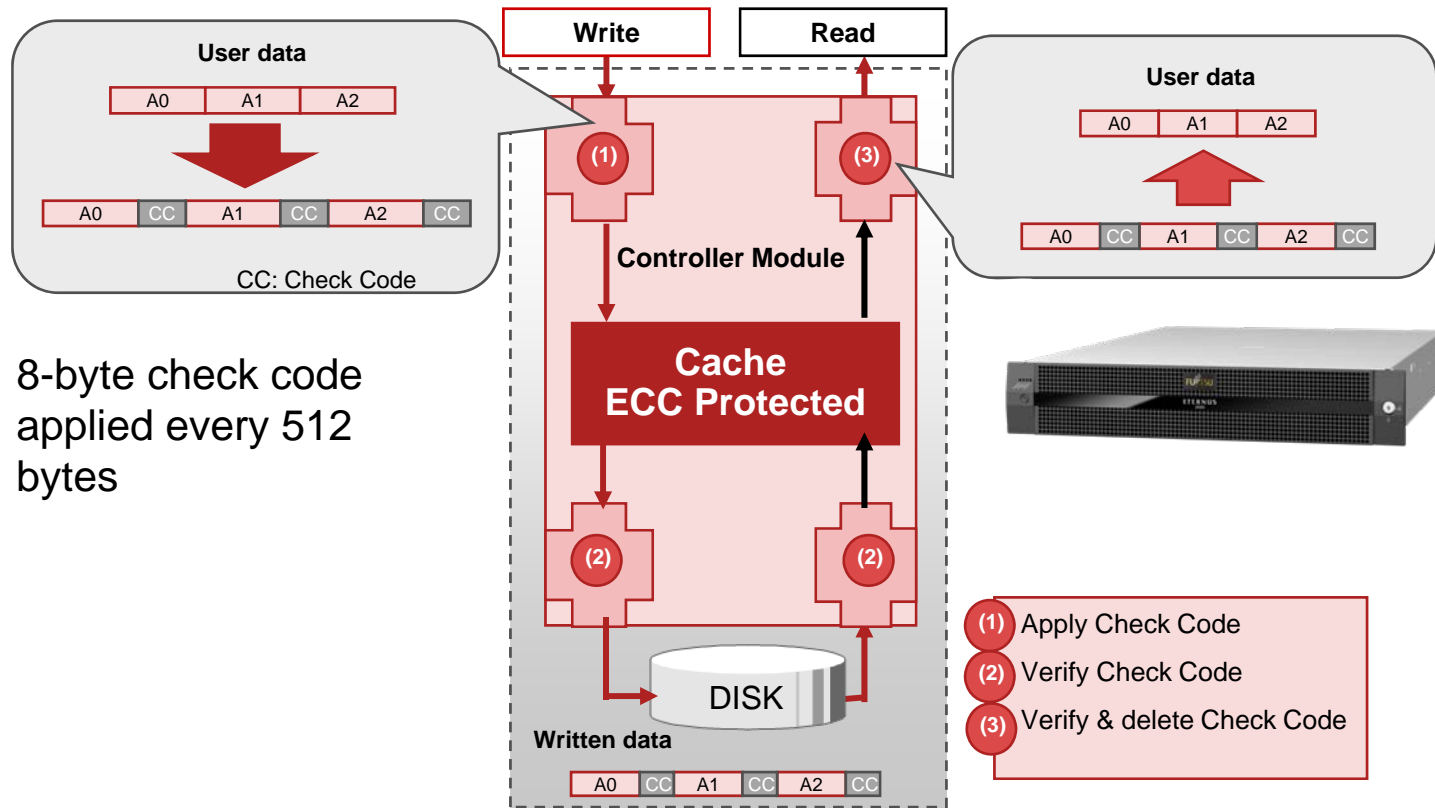 Write
Read
User data
A0 A1 A2
A0 CC A1 CC A2 CC
CC: Check Code
(1)
(3)
User data
A0 A1 A2
A0 CC A1 CC A2 CC
Controller Module
Cache
ECC Protected
8-byte check code
applied every 512
bytes
FUJITSU
ETERNUS
(2)
(2)
DISK
Written data
A0 CC A1 CC A2 CC
(1) Apply Check Code
(2) Verify Check Code
(3) Verify & delete Check Code